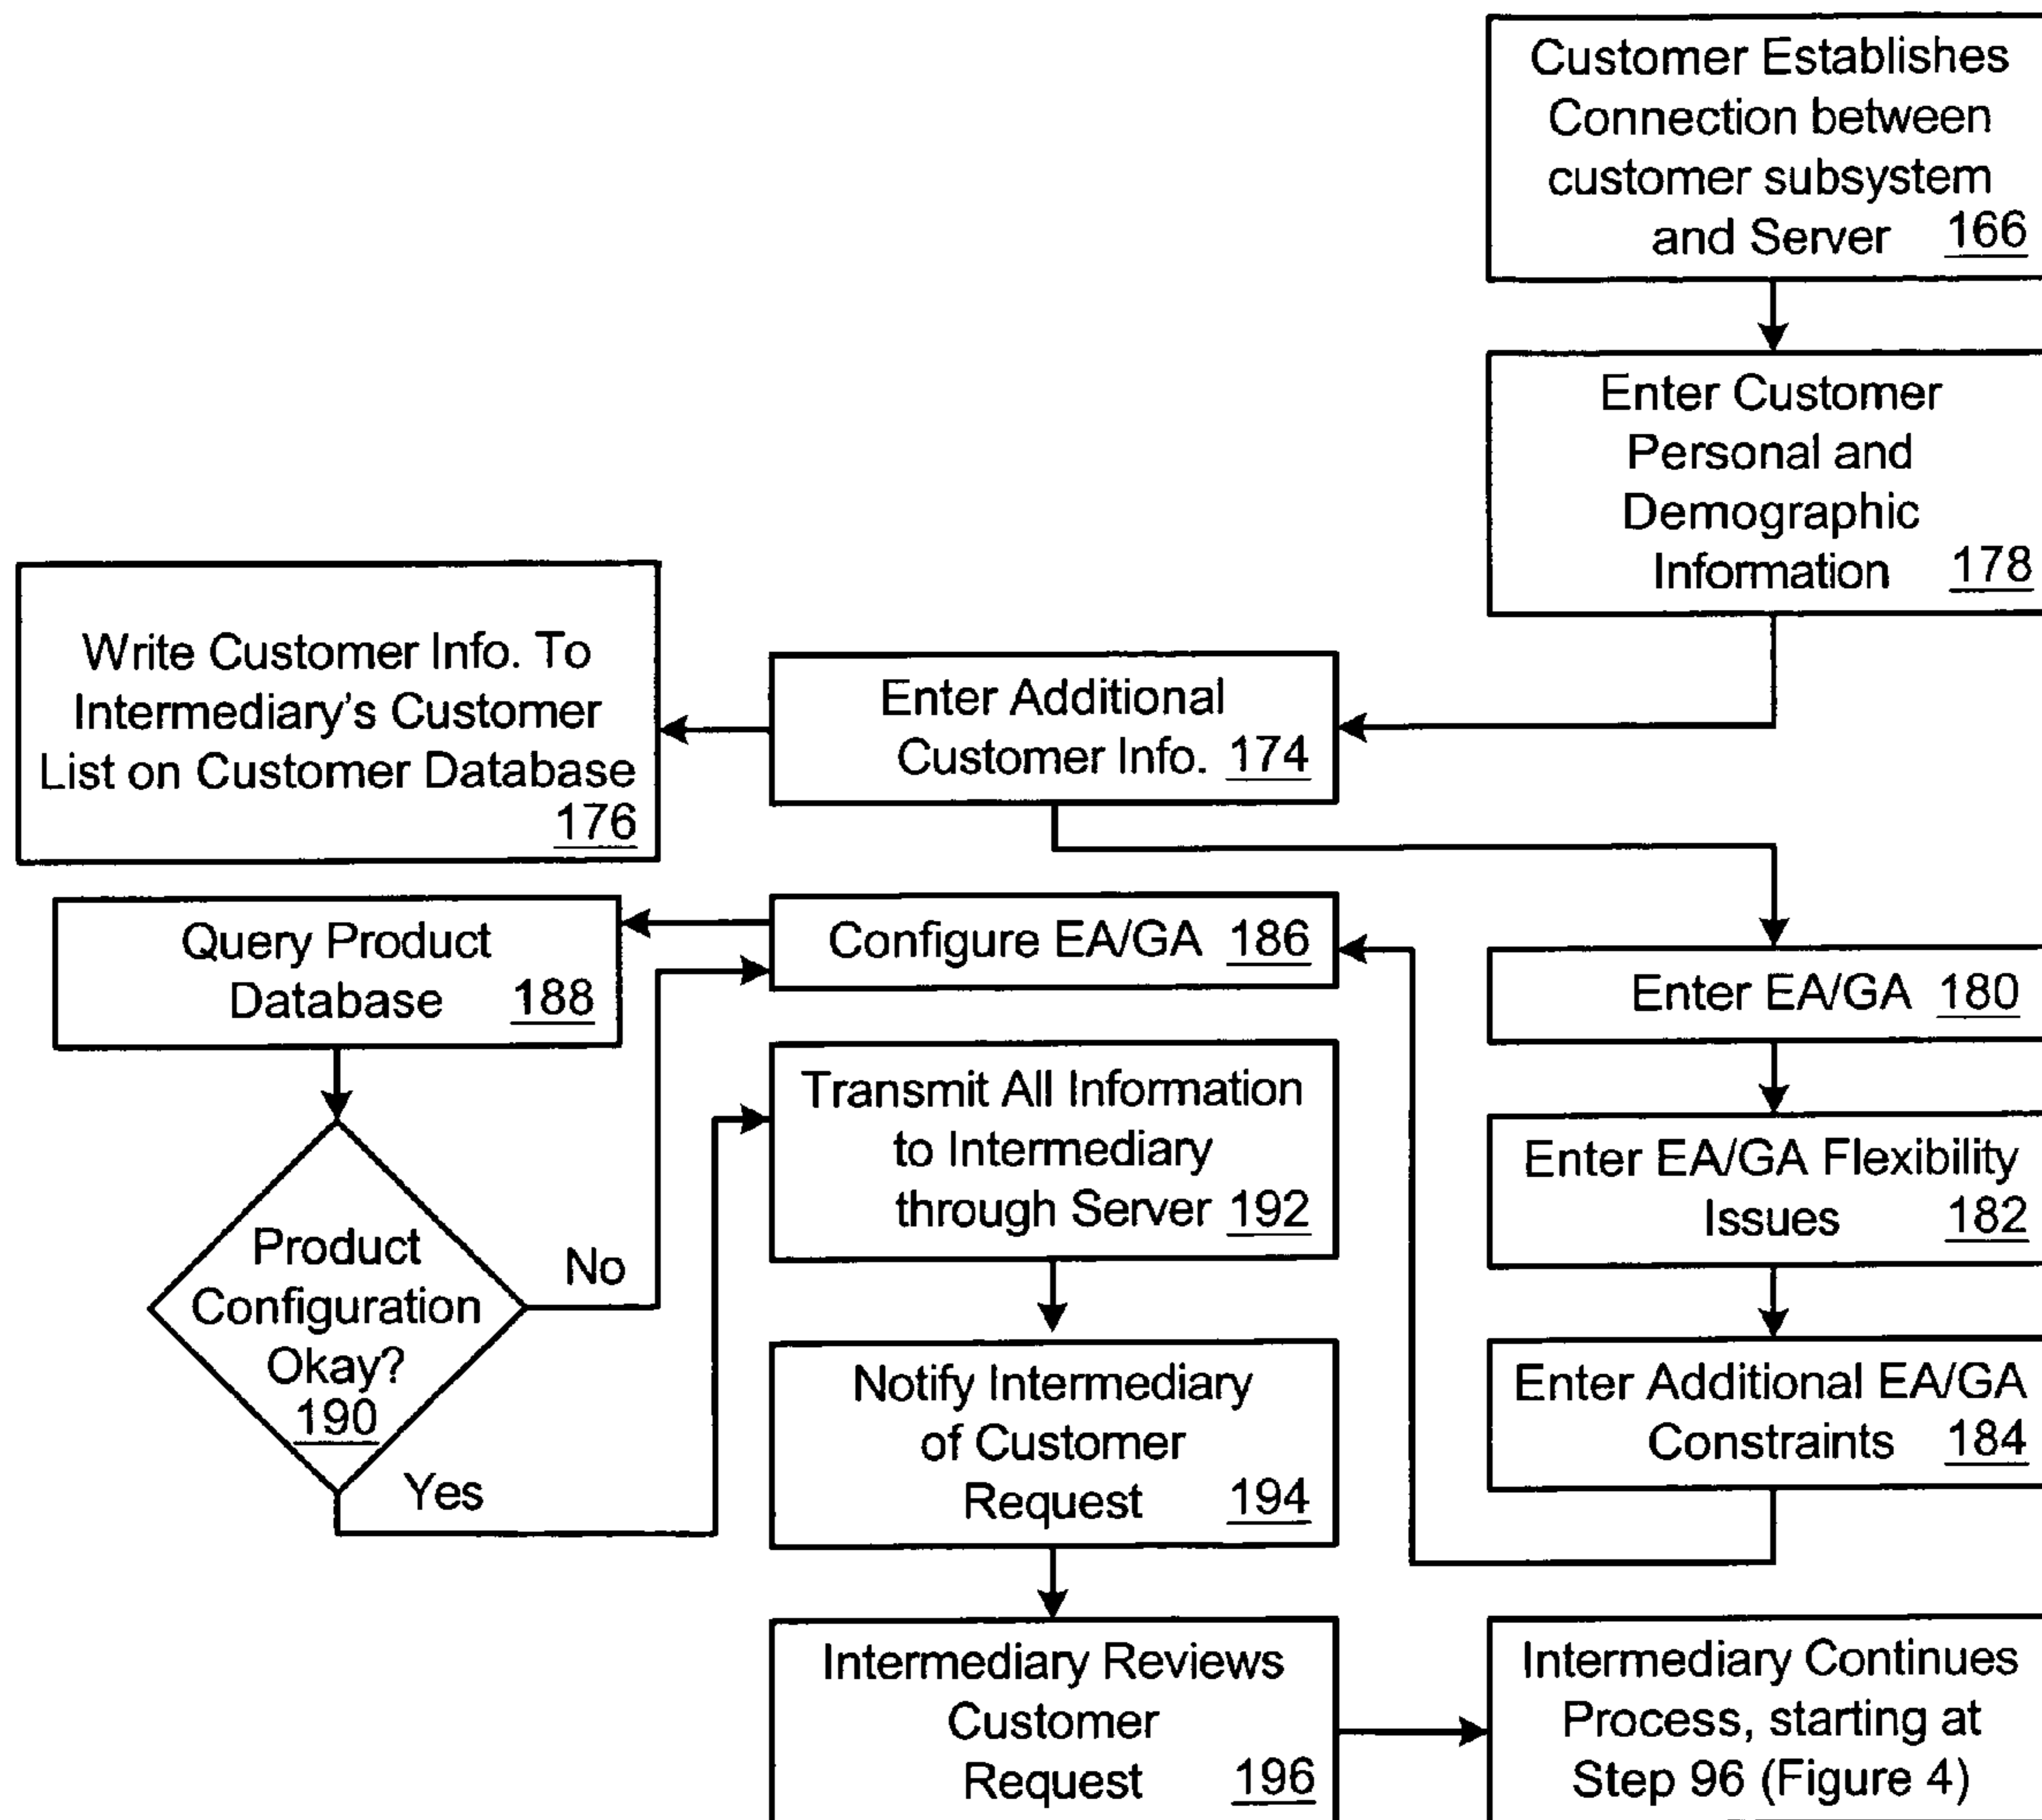 Customer Establishes
Connection between
customer subsystem
and Server 166
Enter Customer
Personal and
Demographic
Information 178
Enter Additional
Customer Info. 174
Write Customer Info. To
Intermediary's Customer
List on Customer Database
176
Enter EA/GA 180
Enter EA/GA Flexibility
Issues 182
Enter Additional EA/GA
Constraints 184
Configure EA/GA 186
Query Product
Database 188
Product
Configuration
Okay?
190
No
Yes
Transmit All Information
to Intermediary
through Server 192
Notify Intermediary
of Customer
Request 194
Intermediary Reviews
Customer
Request 196
Intermediary Continues
Process, starting at
Step 96 (Figure 4)